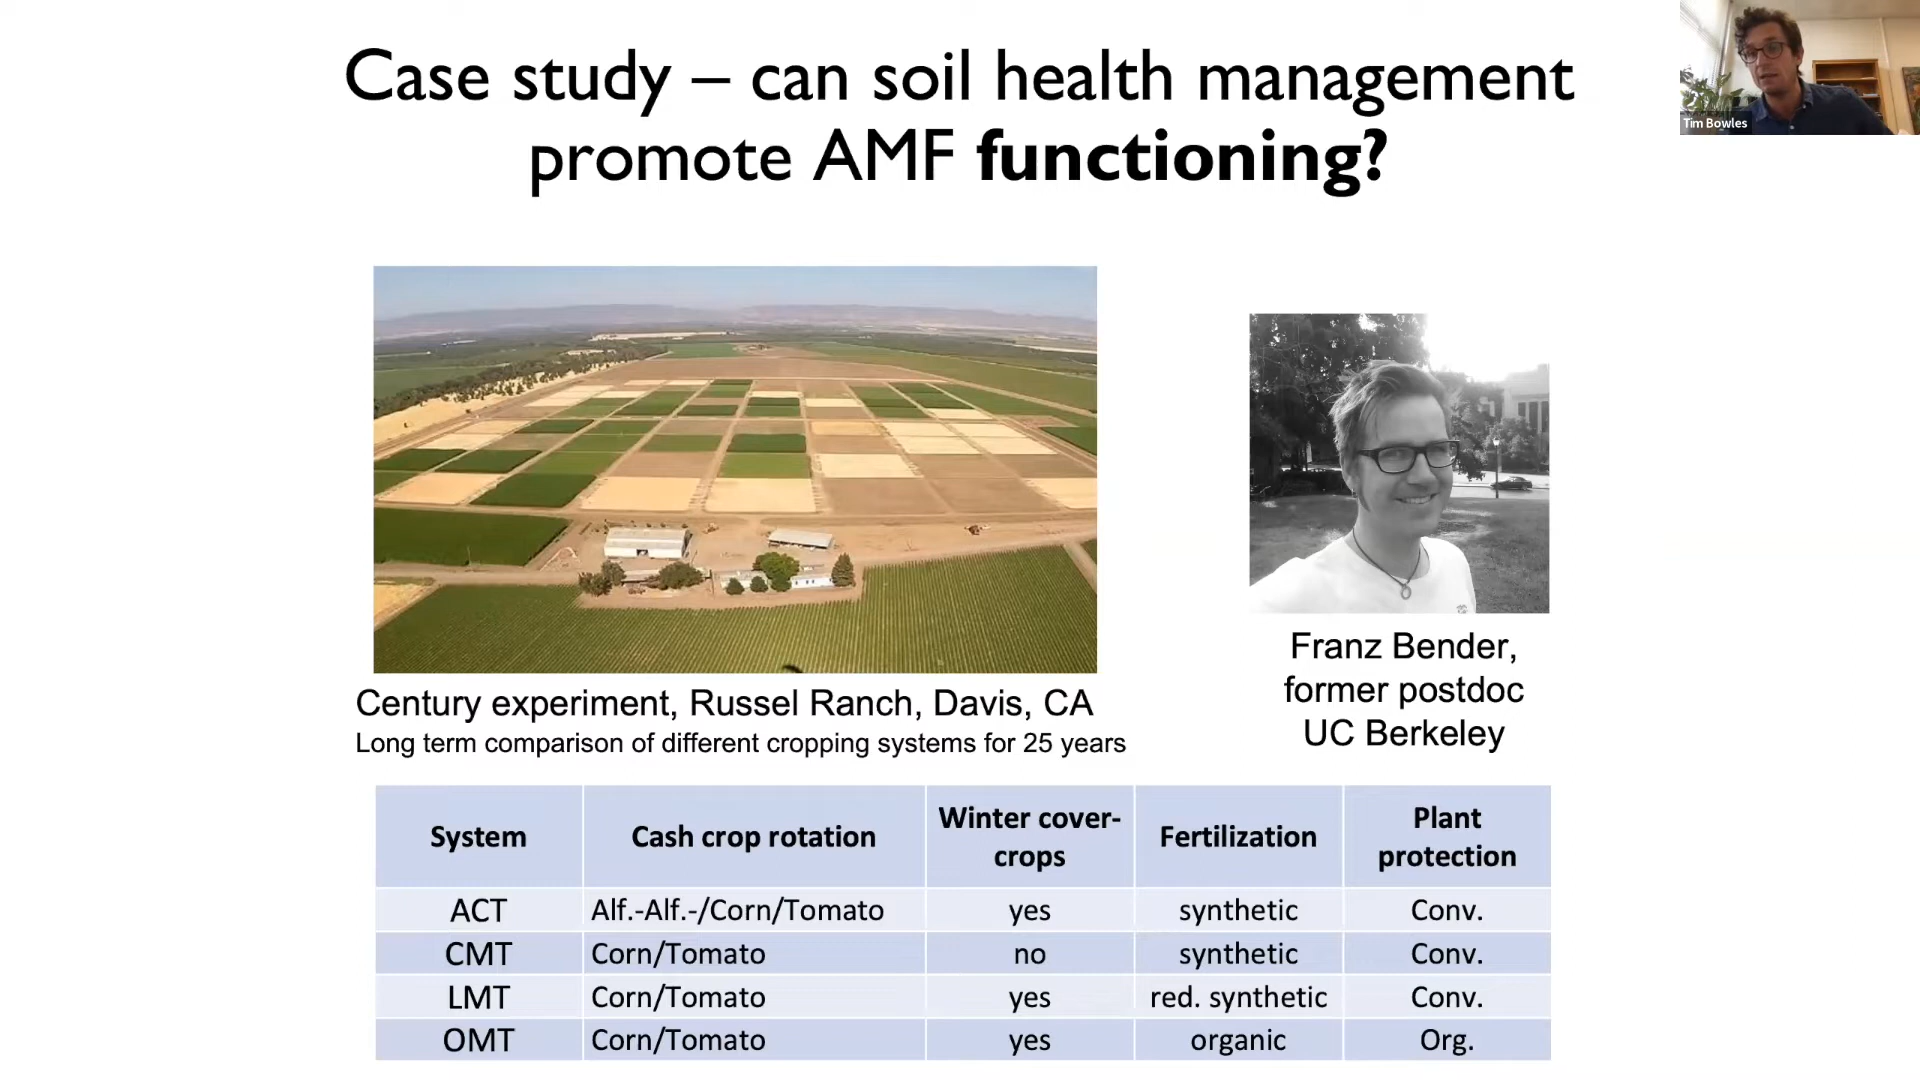 Case study – can soil health management
promote AMF functioning?
Tim Bowles
Century experiment, Russel Ranch, Davis, CA
Long term comparison of different cropping systems for 25 years
Franz Bender,
former postdoc
UC Berkeley
System Cash crop rotation Winter cover-crops Fertilization Plant protection
ACT Alf.-Alf.-/Corn/Tomato yes synthetic Conv.
CMT Corn/Tomato no synthetic Conv.
LMT Corn/Tomato yes red. synthetic Conv.
OMT Corn/Tomato yes organic Org.